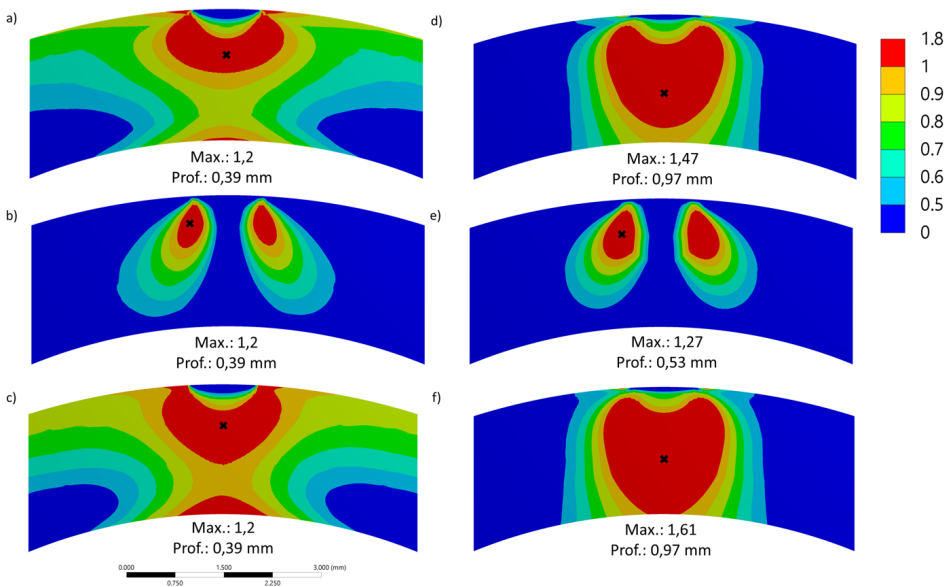 a)
Max.: 1,2
Prof.: 0,39 mm
d)
Max.: 1,47
Prof.: 0,97 mm
1.8
1
0.9
0.8
0.7
0.6
0.5
0
b)
Max.: 1,2
Prof.: 0,39 mm
e)
Max.: 1,27
Prof.: 0,53 mm
c)
Max.: 1,2
Prof.: 0,39 mm
f)
Max.: 1,61
Prof.: 0,97 mm
0.000 1.500 3.000 (mm)
0.750 2.250